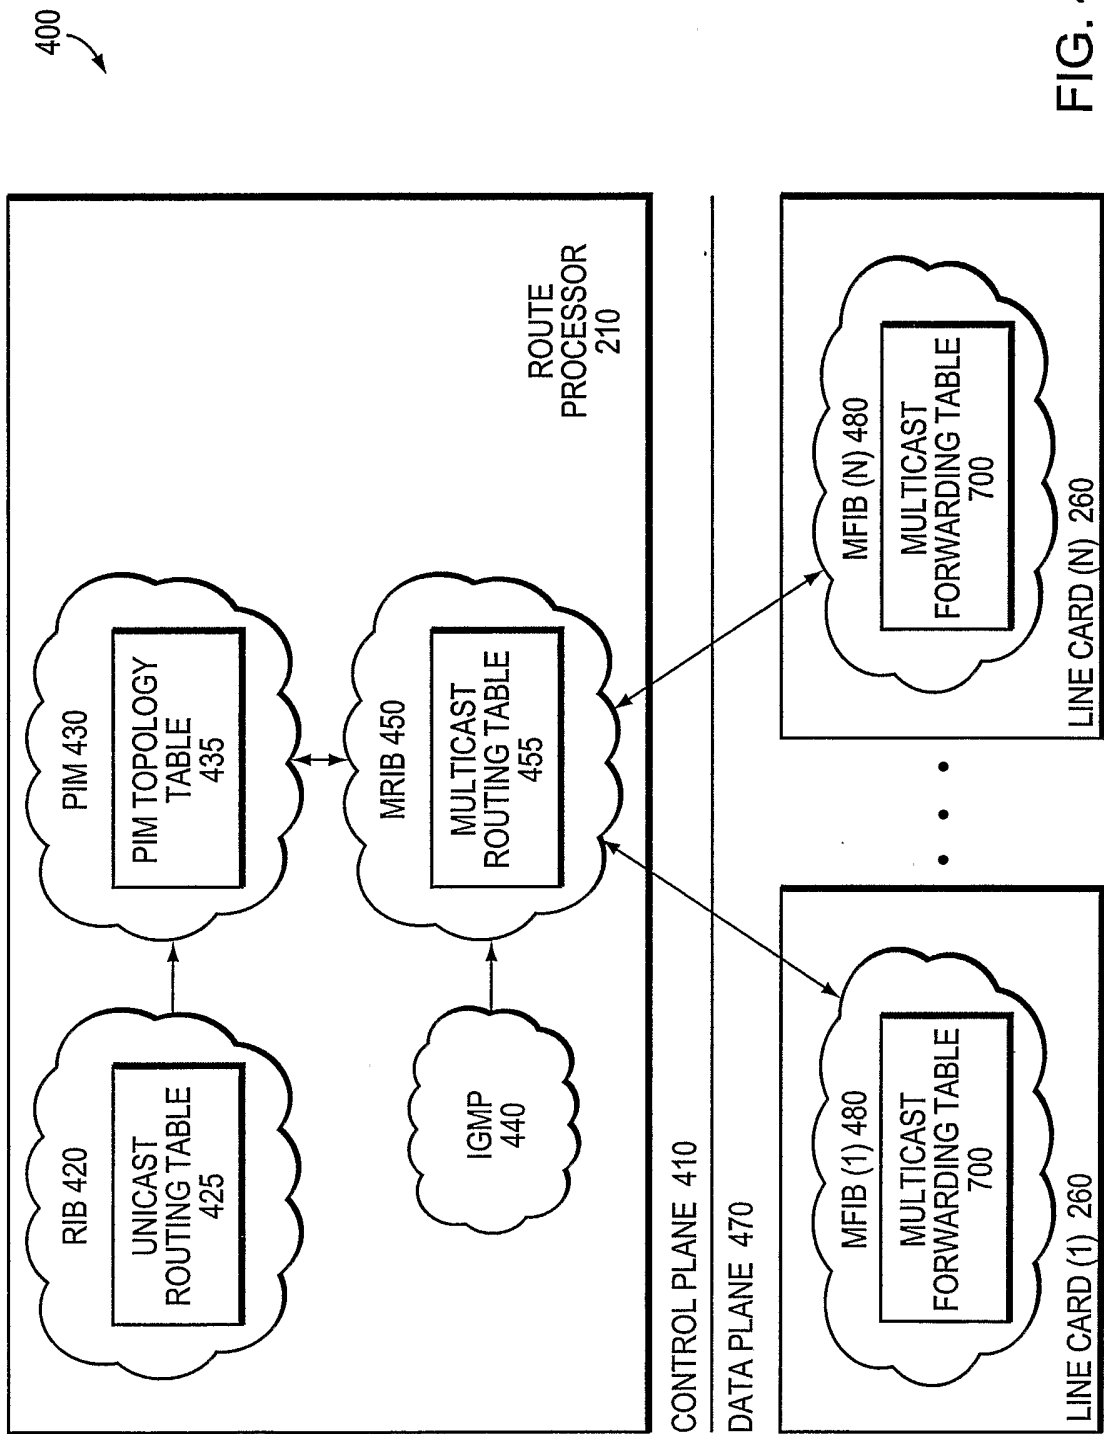 400
RIB 420
UNICAST
ROUTING TABLE
425
PIM 430
PIM TOPOLOGY
TABLE
435
IGMP
440
MRIB 450
MULTICAST
ROUTING TABLE
455
ROUTE
PROCESSOR
210
CONTROL PLANE 410
DATA PLANE 470
MFIB (1) 480
MULTICAST
FORWARDING TABLE
700
LINE CARD (1) 260
MFIB (N) 480
MULTICAST
FORWARDING TABLE
700
LINE CARD (N) 260
FIG.